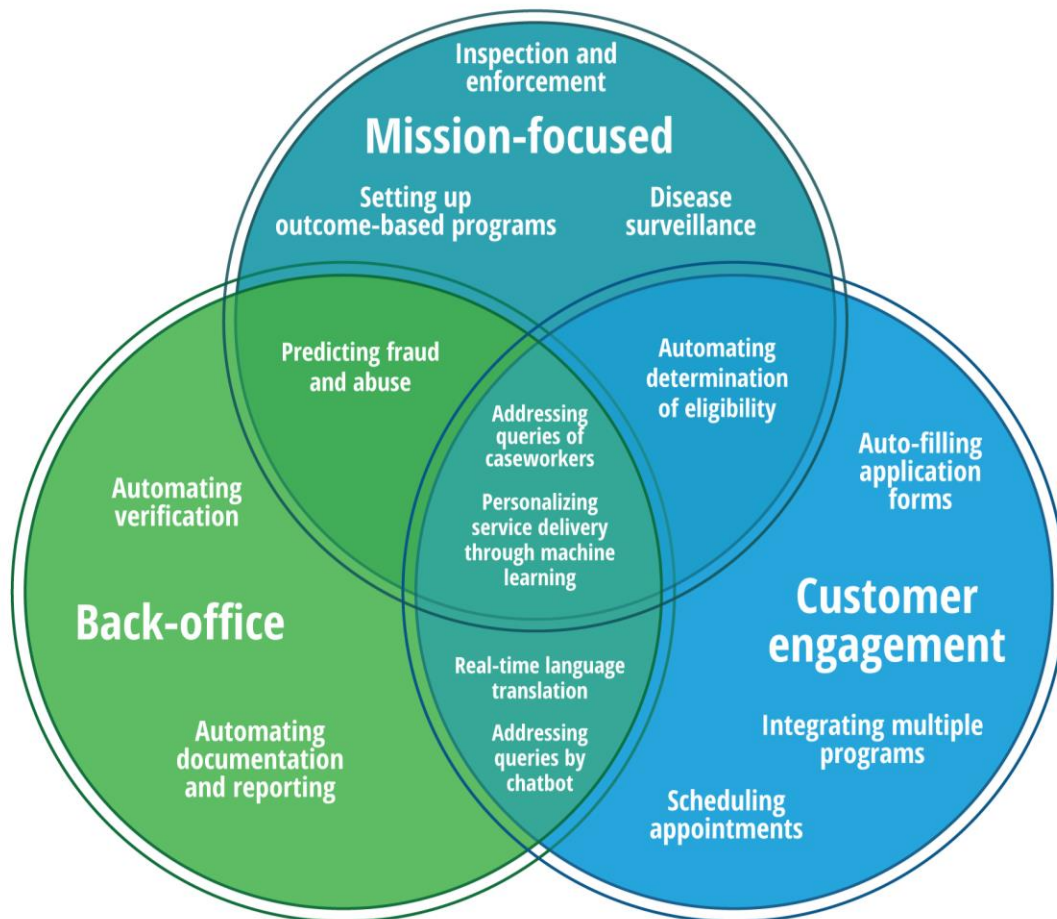 Inspection and
enforcement
Mission-focused
Setting up
outcome-based programs
Disease
surveillance
Predicting fraud
and abuse
Automating
determination
of eligibility
Addressing
queries of
caseworkers
Auto-filling
application
forms
Automating
verification
Personalizing
service delivery
through machine
learning
Back-office
Customer
engagement
Real-time language
translation
Addressing
queries by
chatbot
Automating
documentation
and reporting
Integrating multiple
programs
Scheduling
appointments